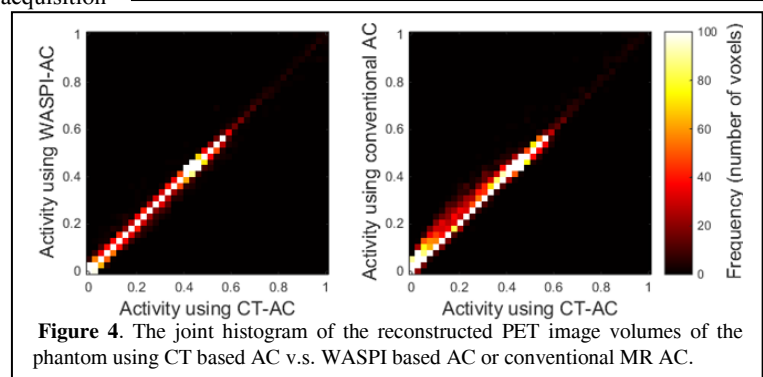 acquisition
1
0.8
0.6
0.4
0.2
0
0 0.2 0.4 0.6 0.8 1
Activity using WASPI-AC
Activity using CT-AC
1
0.8
0.6
0.4
0.2
0
0 0.2 0.4 0.6 0.8 1
Activity using conventional AC
Activity using CT-AC
100
80
60
40
20
0
Frequency (number of voxels)
Figure 4. The joint histogram of the reconstructed PET image volumes of the
phantom using CT based AC v.s. WASPI based AC or conventional MR AC.